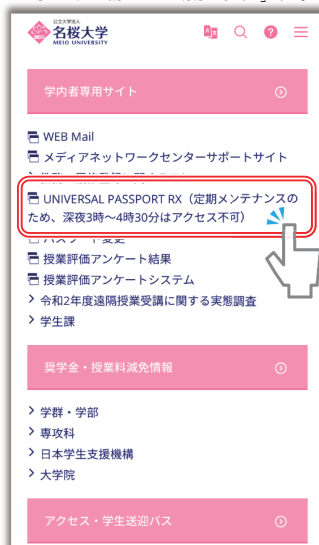 公立大学法人
名桜大学
MEIO UNIVERSITY
学内者専用サイト
WEB Mail
メディアネットワークセンターサポートサイト
UNIVERSAL PASSPORT RX（定期メンテナンスの
ため、深夜3時〜4時30分はアクセス不可）
パスワード変更
授業評価アンケート結果
授業評価アンケートシステム
令和2年度遠隔授業受講に関する実態調査
学生課
奨学金・授業料減免情報
学群・学部
専攻科
日本学生支援機構
大学院
アクセス・学生送迎バス